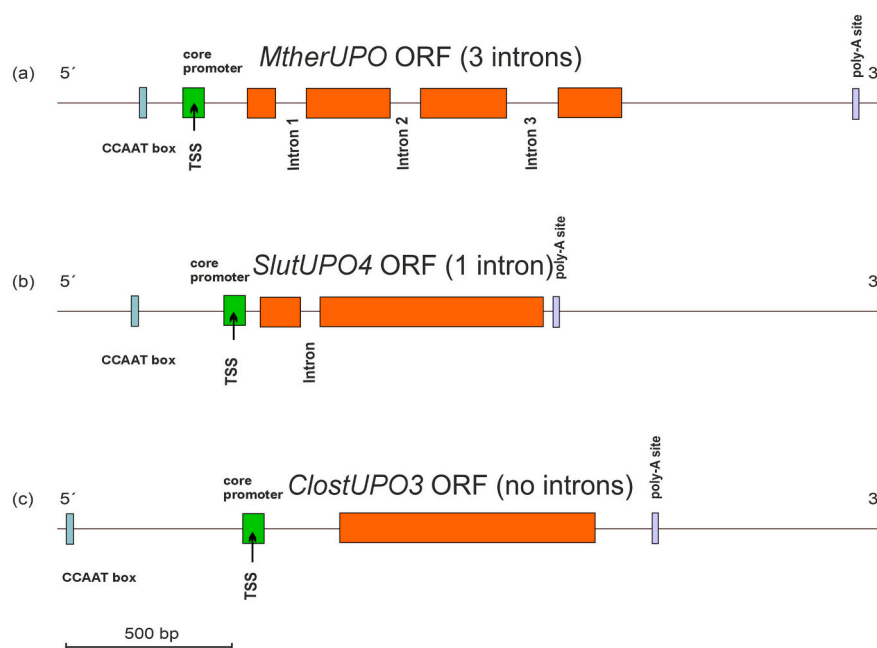 poly-A site
core
promoter
MtherUPO ORF (3 introns)
(a)
5´
3
CCAAT box
TSS
Intron 1
Intron 2
Intron 3
poly-A site
core
promoter
SlutUPO4 ORF (1 intron)
(b)
5´
3
CCAAT box
TSS
Intron
poly-A site
core
promoter
ClostUPO3 ORF (no introns)
(c)
5´
3
CCAAT box
TSS
500 bp